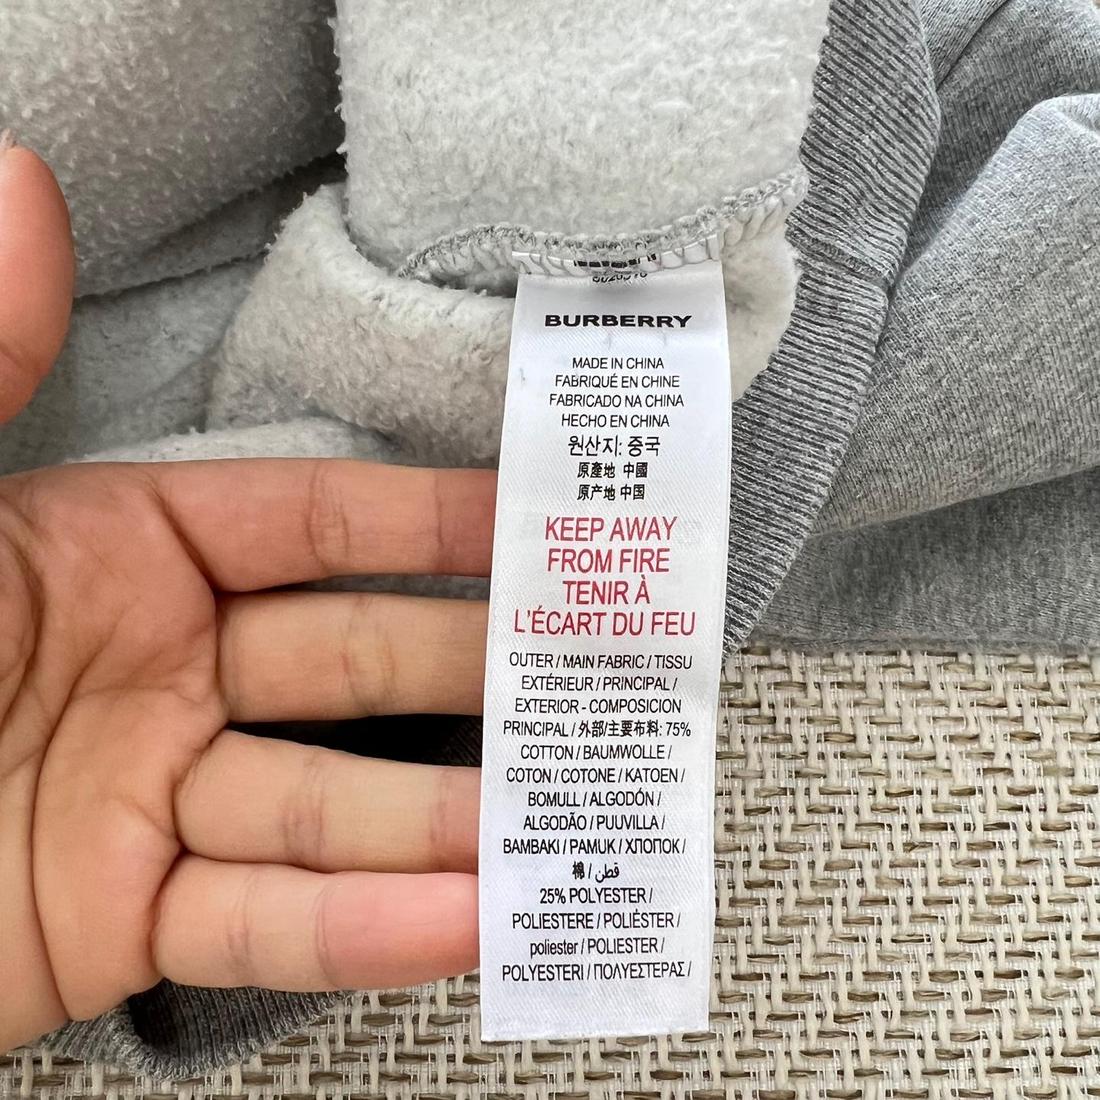 BURBERRY
MADE IN CHINA
FABRIQUÉ EN CHINE
FABRICADO NA CHINA
HECHO EN CHINA
원산지: 중국
原產地 中國
原产地 中国
KEEP AWAY
FROM FIRE
TENIR À
L'ÉCART DU FEU
OUTER / MAIN FABRIC / TISSU
EXTÉRIEUR / PRINCIPAL /
EXTERIOR - COMPOSICION
PRINCIPAL / 外部/主要布料: 75%
COTTON / BAUMWOLLE /
COTON / COTONE / KATOEN /
BOMULL / ALGODÓN /
ALGODÃO / PUUVILLA /
BAMBAKI / PAMUK / ХЛОПОК /
棉 / قطن
25% POLYESTER /
POLIESTERE / POLIÉSTER /
poliester / POLIESTER /
POLYESTERI / ΠΟΛΥΕΣΤΕΡΑΣ /